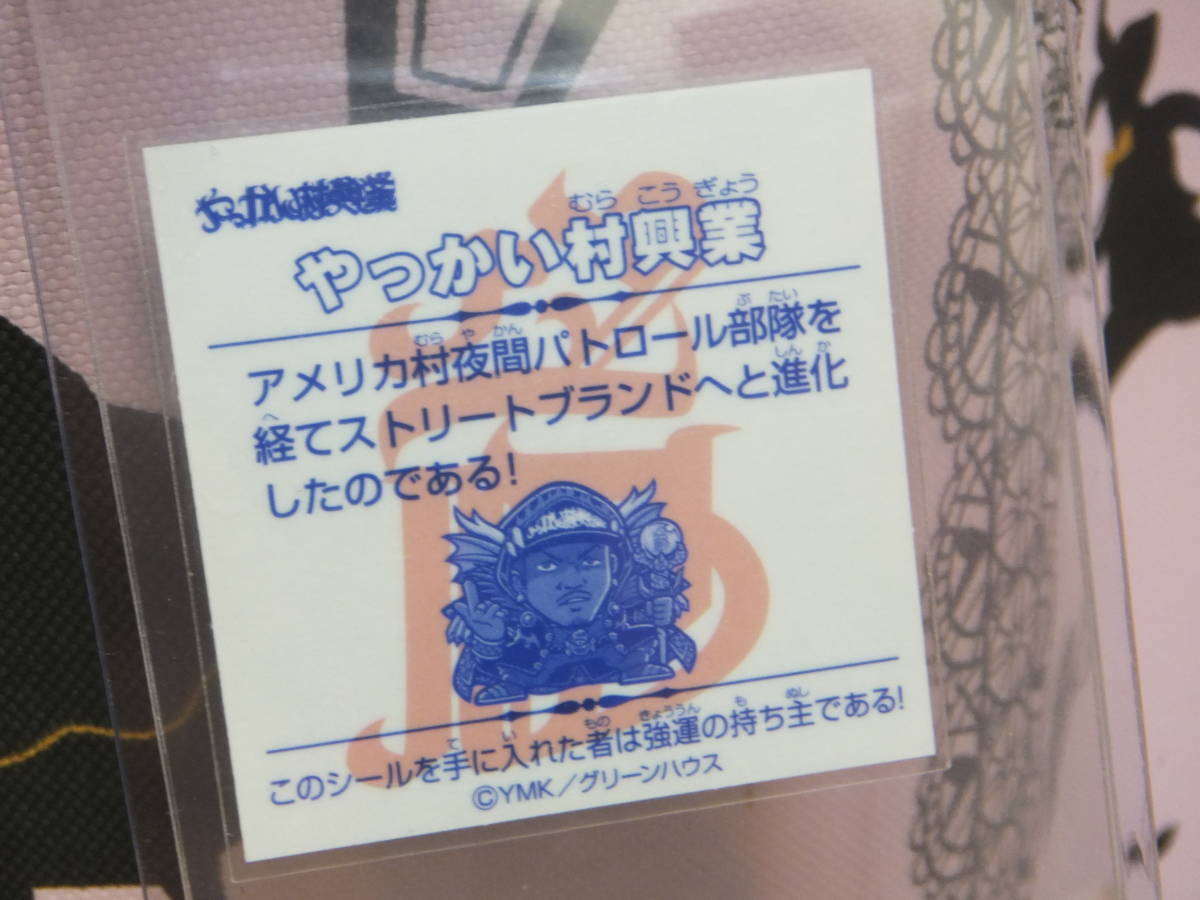 やっかい村興業
むら こう ぎょう
やっかい村興業
むら や かん ぶ たい
アメリカ村夜間パトロール部隊を
へ しん か
経てストリートブランドへと進化
したのである!
て い もの きょううん も ぬし
このシールを手に入れた者は強運の持ち主である!
©YMK/グリーンハウス